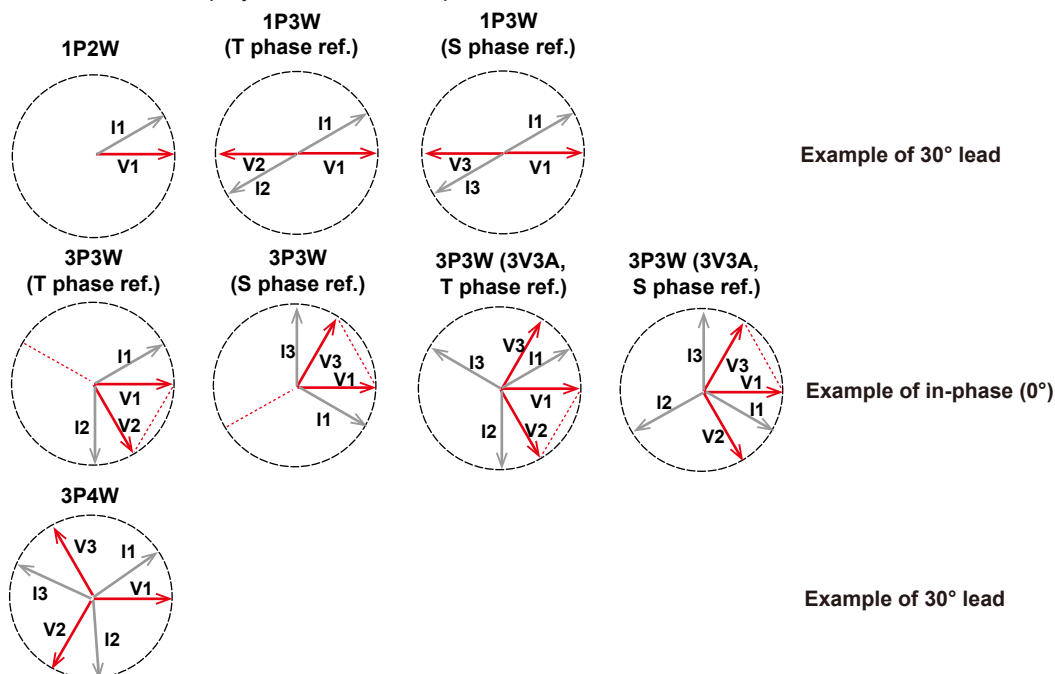 1P2W
1P3W
(T phase ref.)
1P3W
(S phase ref.)
I1
V1
I1
V2
V1
I2
I1
V3
V1
I3
Example of 30° lead
3P3W
(T phase ref.)
3P3W
(S phase ref.)
3P3W (3V3A,
T phase ref.)
3P3W (3V3A,
S phase ref.)
I1
V1
I2
V2
I3
V3
V1
I1
I3
V3
I1
V1
I2
V2
I3
V3
V1
I2
I1
V2
Example of in-phase (0°)
3P4W
V3
I1
I3
V1
V2
I2
Example of 30° lead